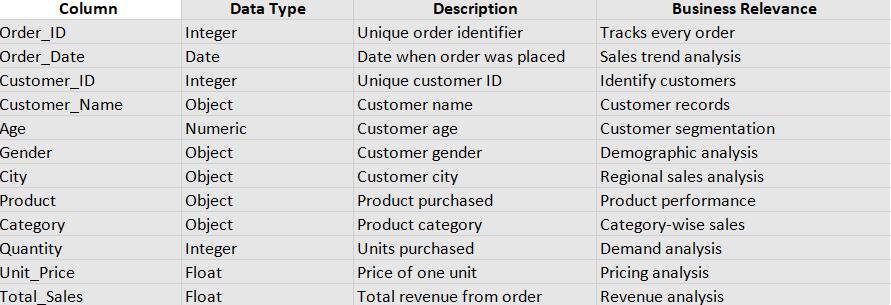 Column Data Type Description Business Relevance
Order_ID Integer Unique order identifier Tracks every order
Order_Date Date Date when order was placed Sales trend analysis
Customer_ID Integer Unique customer ID Identify customers
Customer_Name Object Customer name Customer records
Age Numeric Customer age Customer segmentation
Gender Object Customer gender Demographic analysis
City Object Customer city Regional sales analysis
Product Object Product purchased Product performance
Category Object Product category Category-wise sales
Quantity Integer Units purchased Demand analysis
Unit_Price Float Price of one unit Pricing analysis
Total_Sales Float Total revenue from order Revenue analysis